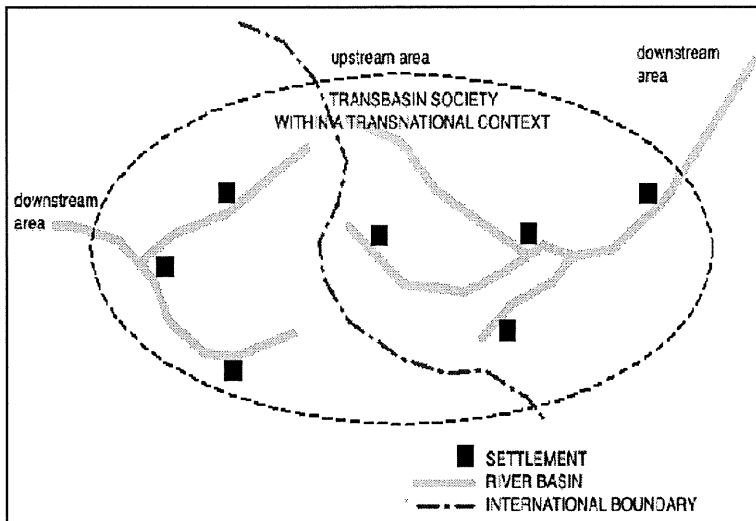 upstream area
downstream
area
TRANSBASIN SOCIETY
WITHIN A TRANSNATIONAL CONTEXT
downstream
area
SETTLEMENT
RIVER BASIN
INTERNATIONAL BOUNDARY